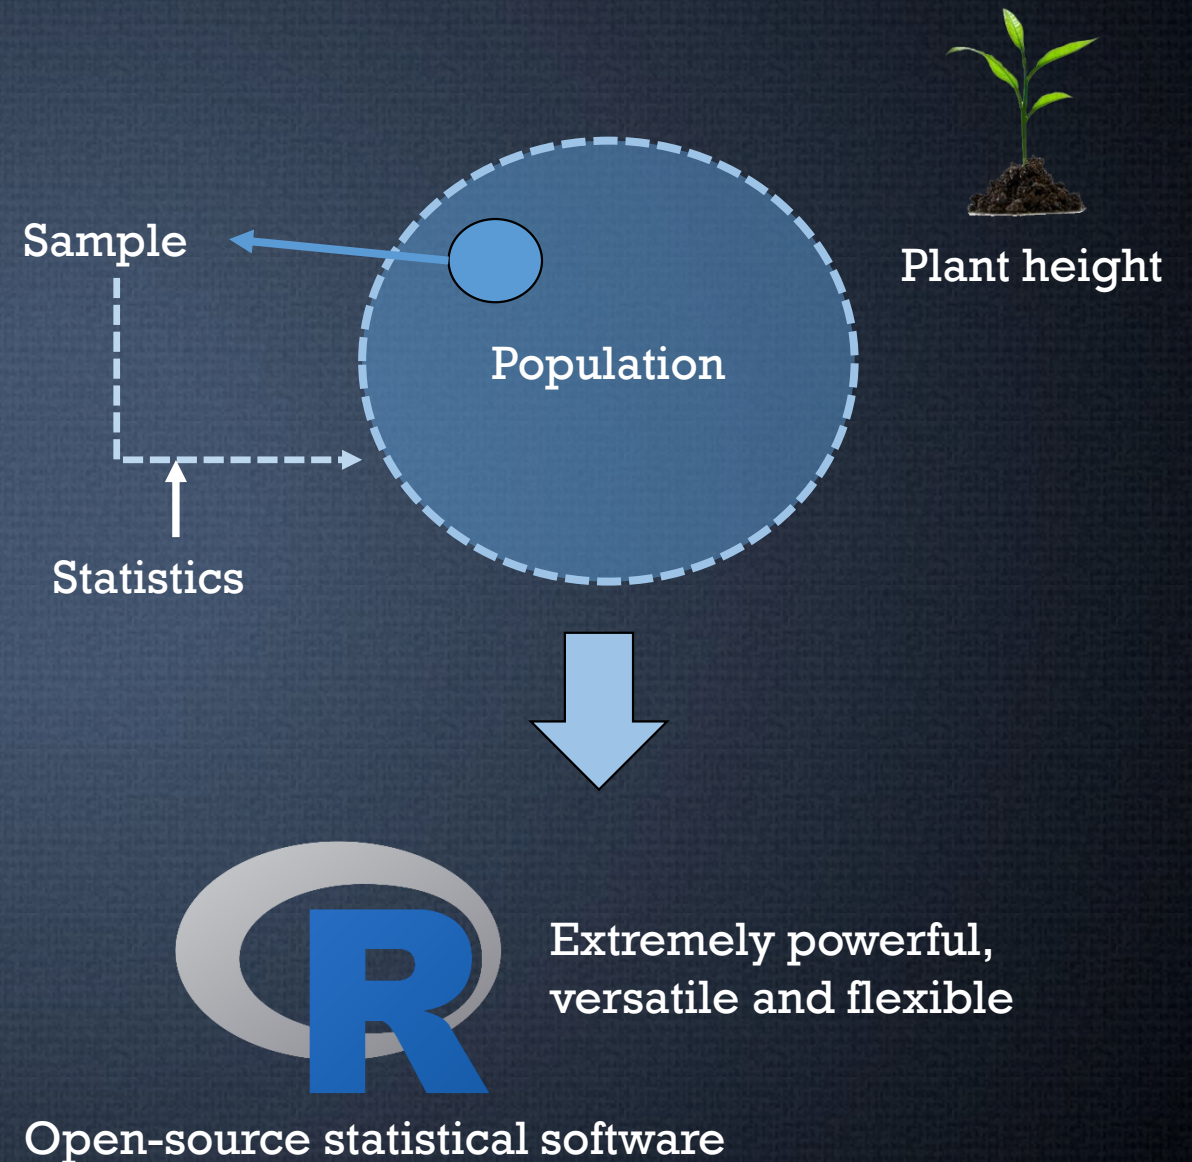 Sample
Plant height
Population
Statistics
R
Extremely powerful,
versatile and flexible
Open-source statistical software